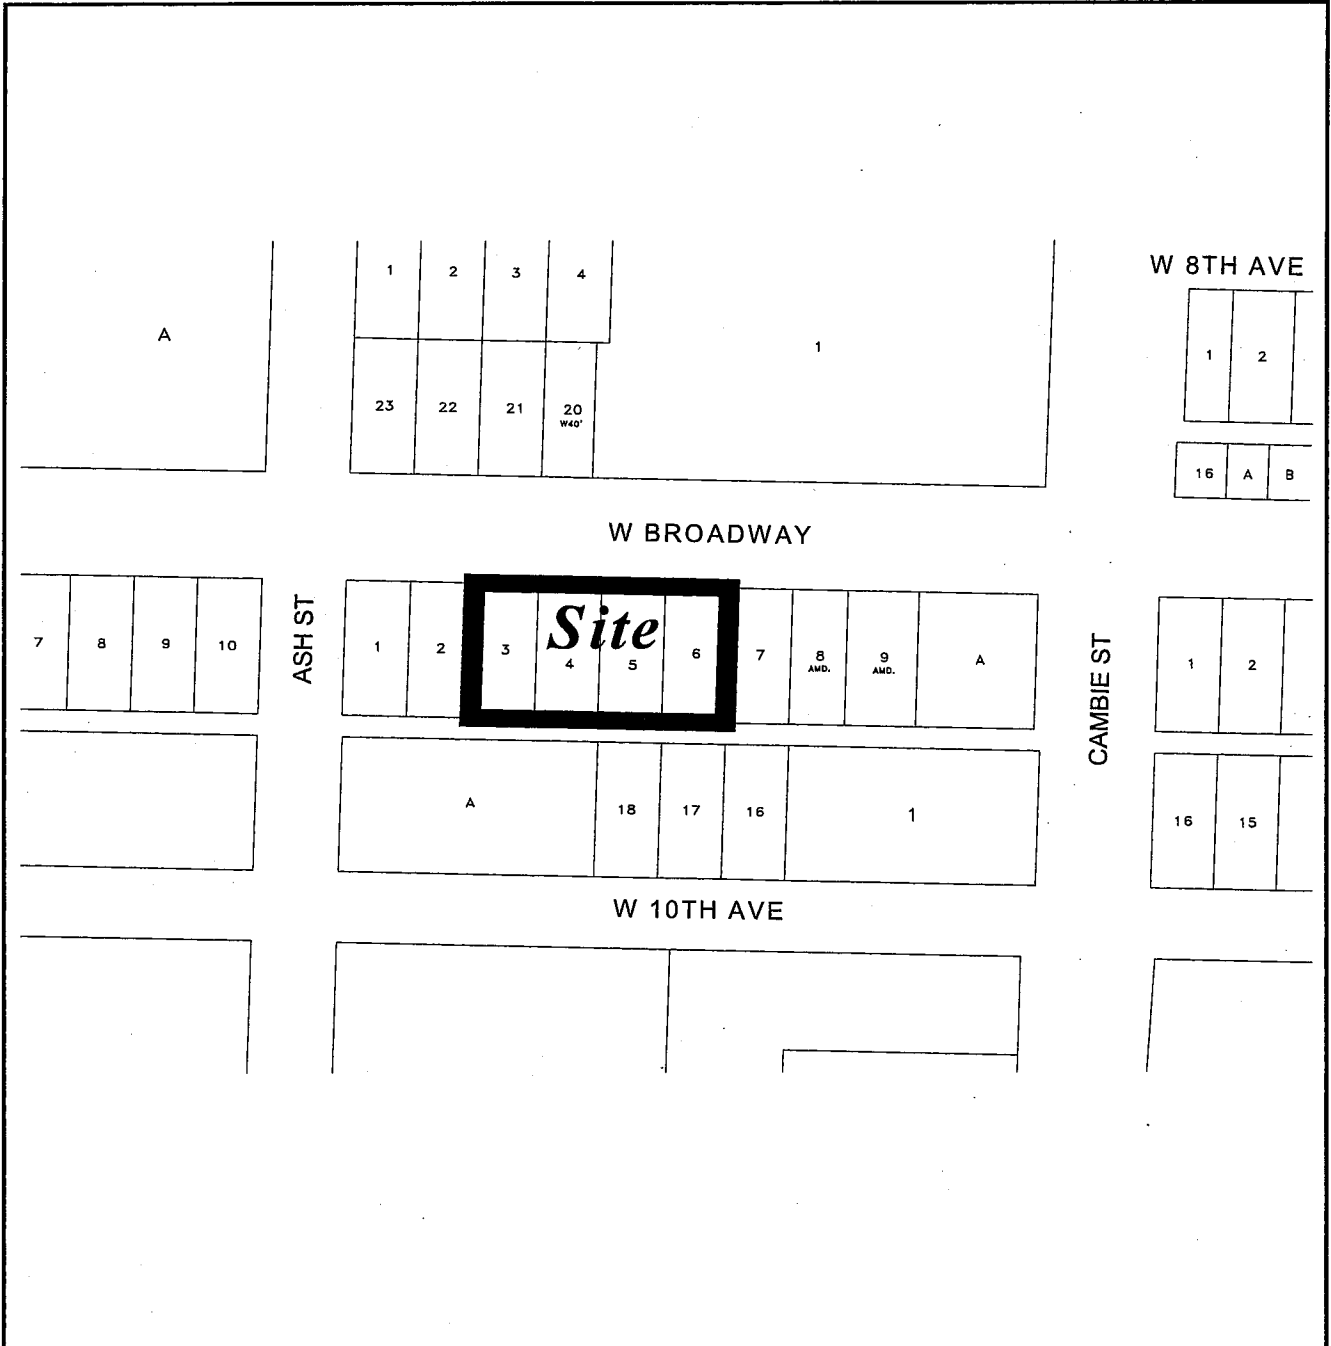 W 8TH AVE
1 2 3 4
A
1
1 2
23 22 21 20
W40'
16 A B
W BROADWAY
Site
ASH ST
7 8 9 10
1 2 3 4 5 6 7 8 9 A
AMD. AMD.
CAMBIE ST
1 2
A 18 17 16 1
16 15
W 10TH AVE